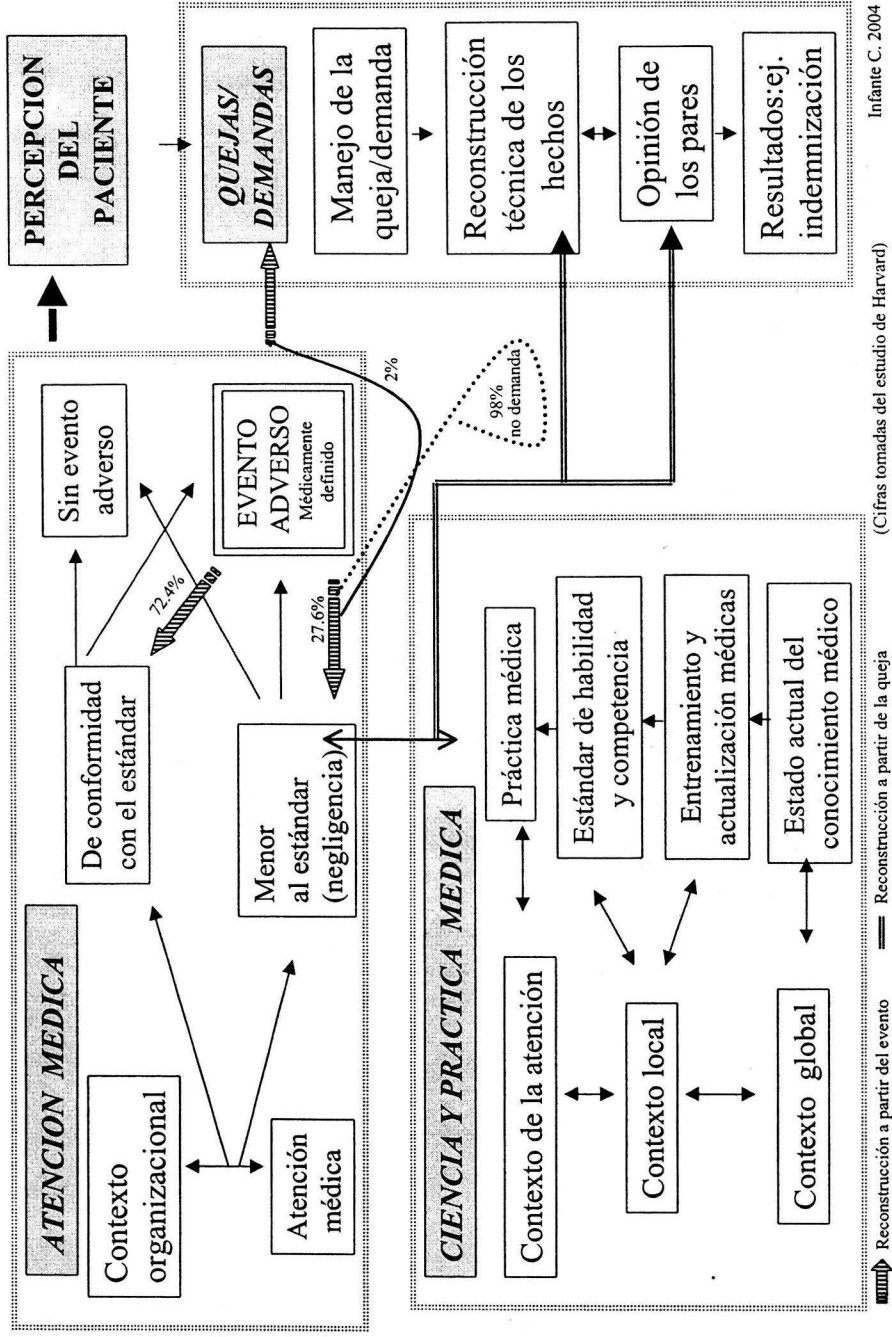 ATENCION MEDICA
Contexto
organizacional
Atención
médica
De conformidad
con el estándar
Menor
al estándar
(negligencia)
Sin evento
adverso
72.4%
EVENTO
ADVERSO
Médicamente
definido
27.6%
2%
98%
no demanda
PERCEPCION
DEL
PACIENTE
QUEJAS/
DEMANDAS
Manejo de la
queja/demanda
Reconstrucción
técnica de los
hechos
Opinión de
los pares
Resultados:ej.
indemnización
CIENCIA Y PRACTICA MEDICA
Contexto de la atención
Contexto local
Contexto global
Práctica médica
Estándar de habilidad
y competencia
Entrenamiento y
actualización médicas
Estado actual del
conocimiento médico
Reconstrucción a partir del evento
Reconstrucción a partir de la queja
(Cifras tomadas del estudio de Harvard)
Infante C. 2004